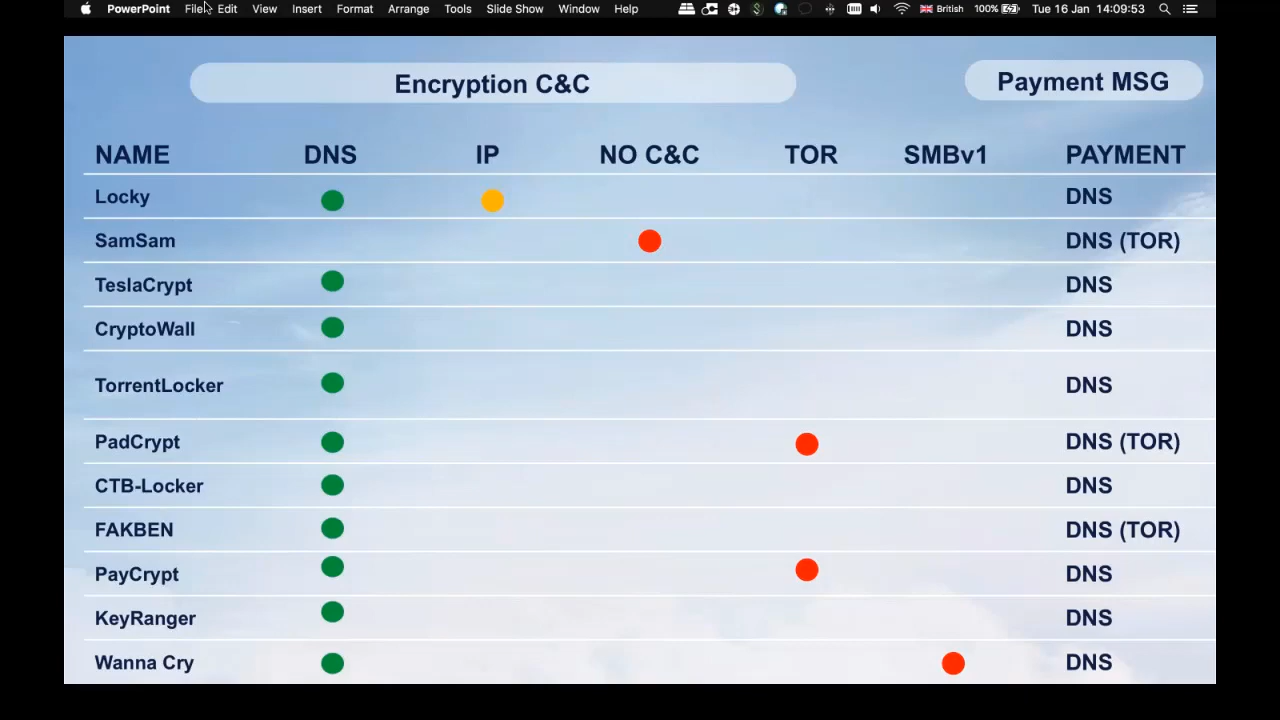 PowerPoint File Edit View Insert Format Arrange Tools Slide Show Window Help British 100% Tue 16 Jan 14:09:53
Encryption C&C Payment MSG
NAME DNS IP NO C&C TOR SMBv1 PAYMENT
Locky DNS
SamSam DNS (TOR)
TeslaCrypt DNS
CryptoWall DNS
TorrentLocker DNS
PadCrypt DNS (TOR)
CTB-Locker DNS
FAKBEN DNS (TOR)
PayCrypt DNS
KeyRanger DNS
Wanna Cry DNS